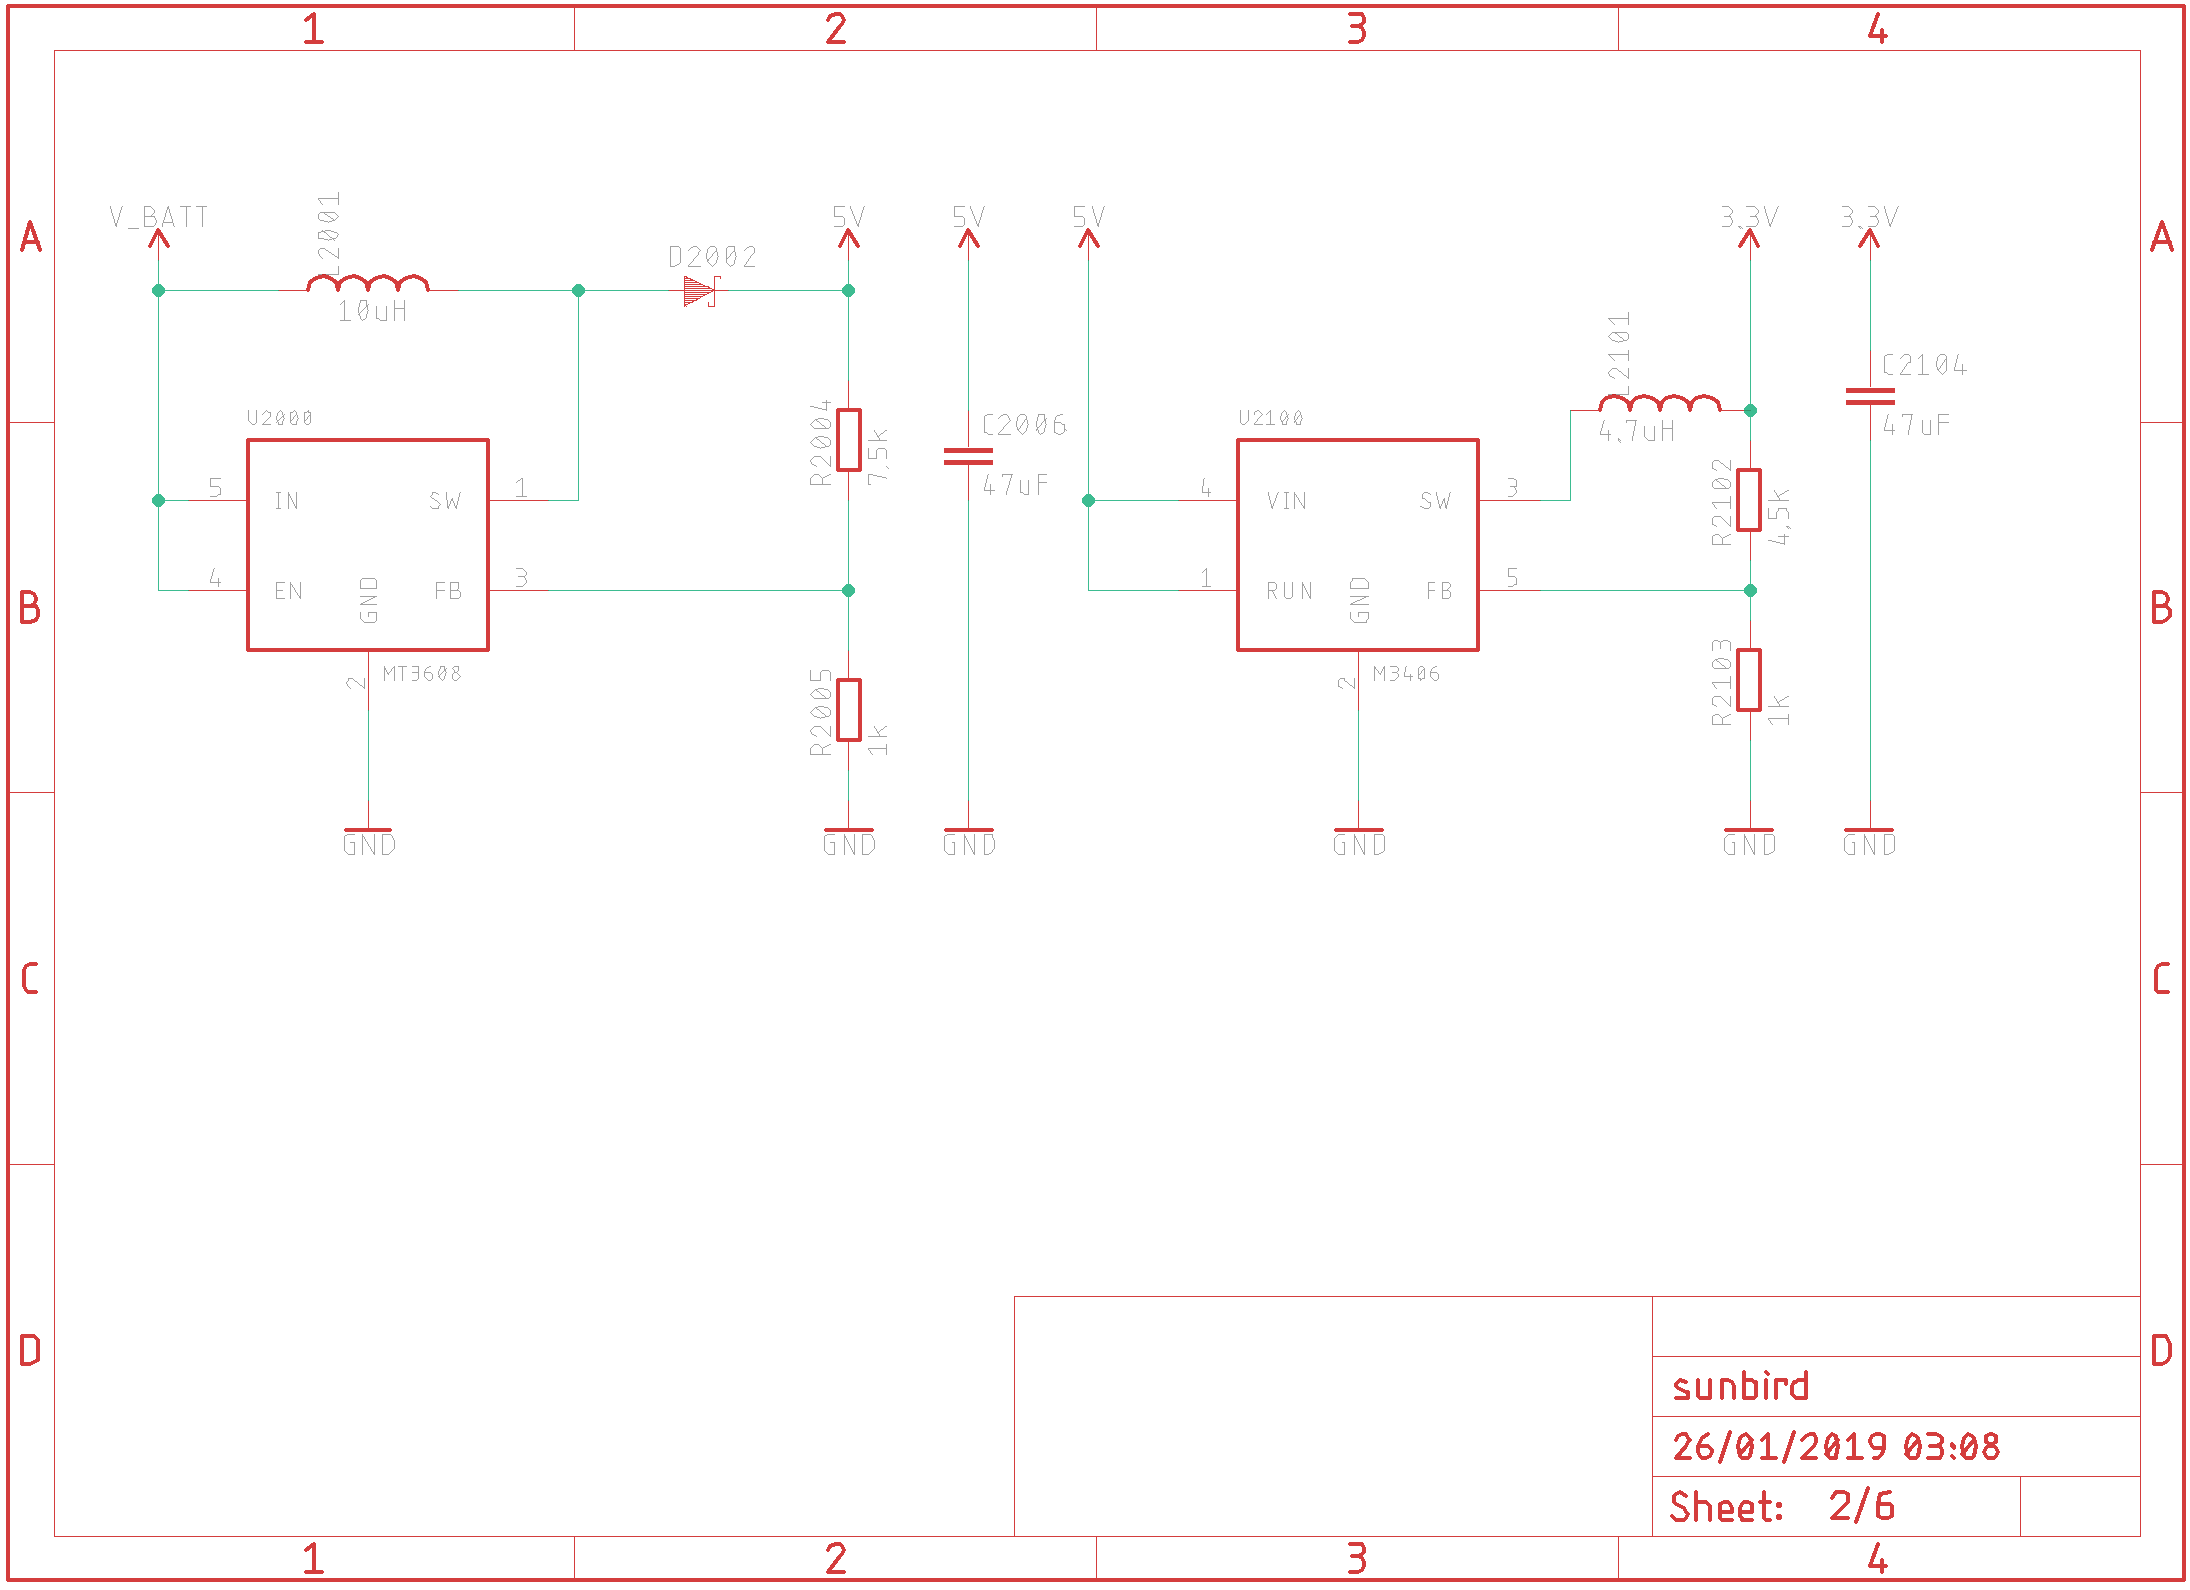 1 2 3 4
A A
V_BATT L2001 5V 5V 5V 3.3V 3.3V
D2002
10uH
L2101
C2104
4.7uH 47uF
U2000 R2004 7,5k C2006 U2100
47uF
R2102 4,5k
5 IN SW 1 4 VIN SW 3
4 EN GND FB 3 1 RUN GND FB 5
B B
2 MT3608 R2005 1k 2 M3406 R2103 1k
GND GND GND GND GND GND
C C
D D
sunbird
26/01/2019 03:08
Sheet: 2/6
1 2 3 4